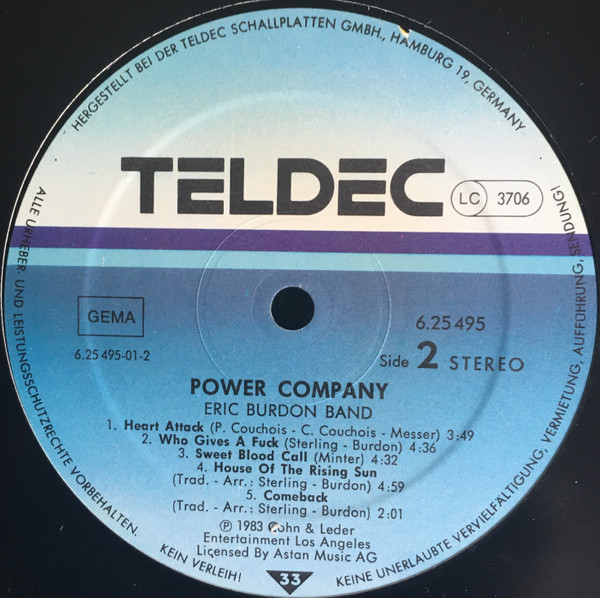 HERGESTELLT BEI DER TELDEC SCHALLPLATTEN GMBH., HAMBURG 19, GERMANY
TELDEC
LC 3706
GEMA
6.25 495-01-2
6.25 495
Side 2 STEREO
POWER COMPANY
ERIC BURDON BAND
1. Heart Attack (P. Couchois - C. Couchois - Messer) 3:49
2. Who Gives A Fuck (Sterling - Burdon) 4:36
3. Sweet Blood Call (Minter) 4:32
4. House Of The Rising Sun
(Trad. - Arr.: Sterling - Burdon) 4:59
5. Comeback
(Trad. - Arr.: Sterling - Burdon) 2:01
℗ 1983 Gohn & Leder
Entertainment Los Angeles
Licensed By Astan Music AG
33
ALLE URHEBER- UND LEISTUNGSSCHUTZRECHTE VORBEHALTEN.
KEIN VERLEIH!
KEINE UNERLAUBTE VERVIELFÄLTIGUNG, VERMIETUNG, AUFFÜHRUNG, SENDUNG!